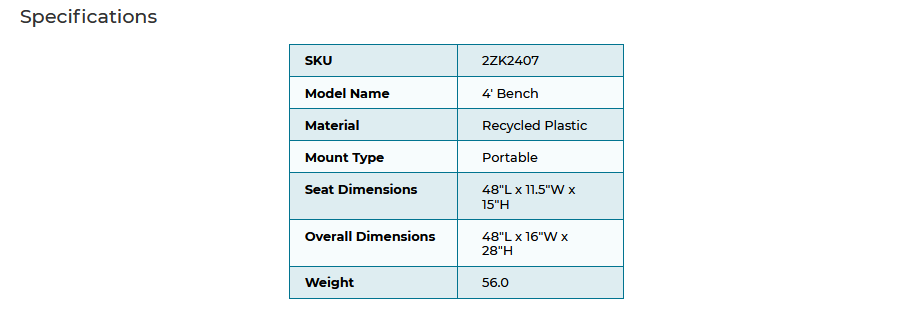 Specifications
SKU 2ZK2407
Model Name 4' Bench
Material Recycled Plastic
Mount Type Portable
Seat Dimensions 48"L x 11.5"W x
15"H
Overall Dimensions 48"L x 16"W x
28"H
Weight 56.0